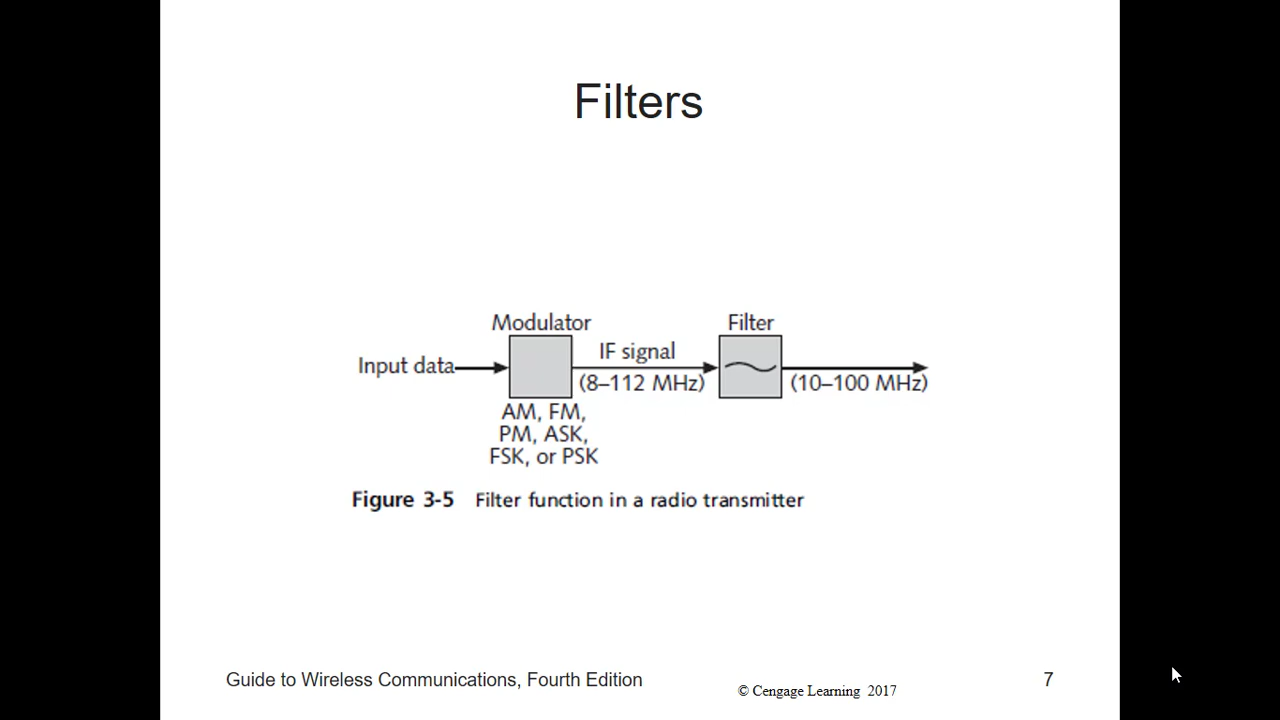 Filters
Modulator
Filter
Input data
IF signal
(8–112 MHz)
(10–100 MHz)
AM, FM,
PM, ASK,
FSK, or PSK
Figure 3-5 Filter function in a radio transmitter
Guide to Wireless Communications, Fourth Edition
© Cengage Learning 2017
7